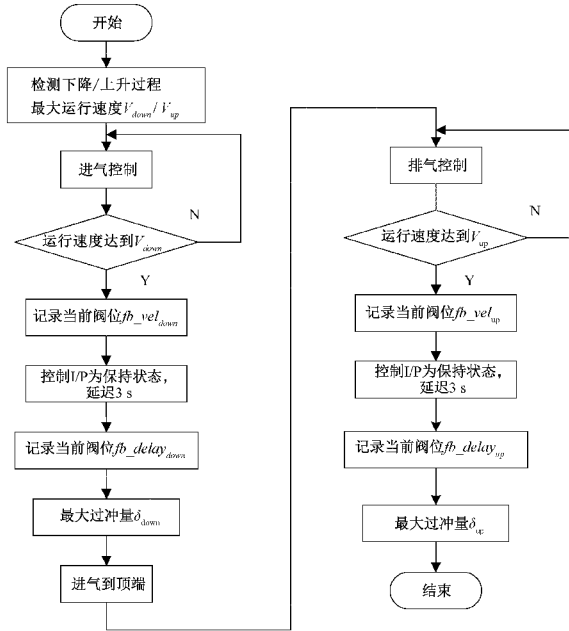 开始
检测下降/上升过程
最大运行速度V_down/V_up
进气控制
N
运行速度达到V_down
Y
记录当前阀位fb_vel_down
控制I/P为保持状态,
延迟3 s
记录当前阀位fb_delay_down
最大过冲量δ_down
进气到顶端
排气控制
N
运行速度达到V_up
Y
记录当前阀位fb_vel_up
控制I/P为保持状态,
延迟3 s
记录当前阀位fb_delay_up
最大过冲量δ_up
结束